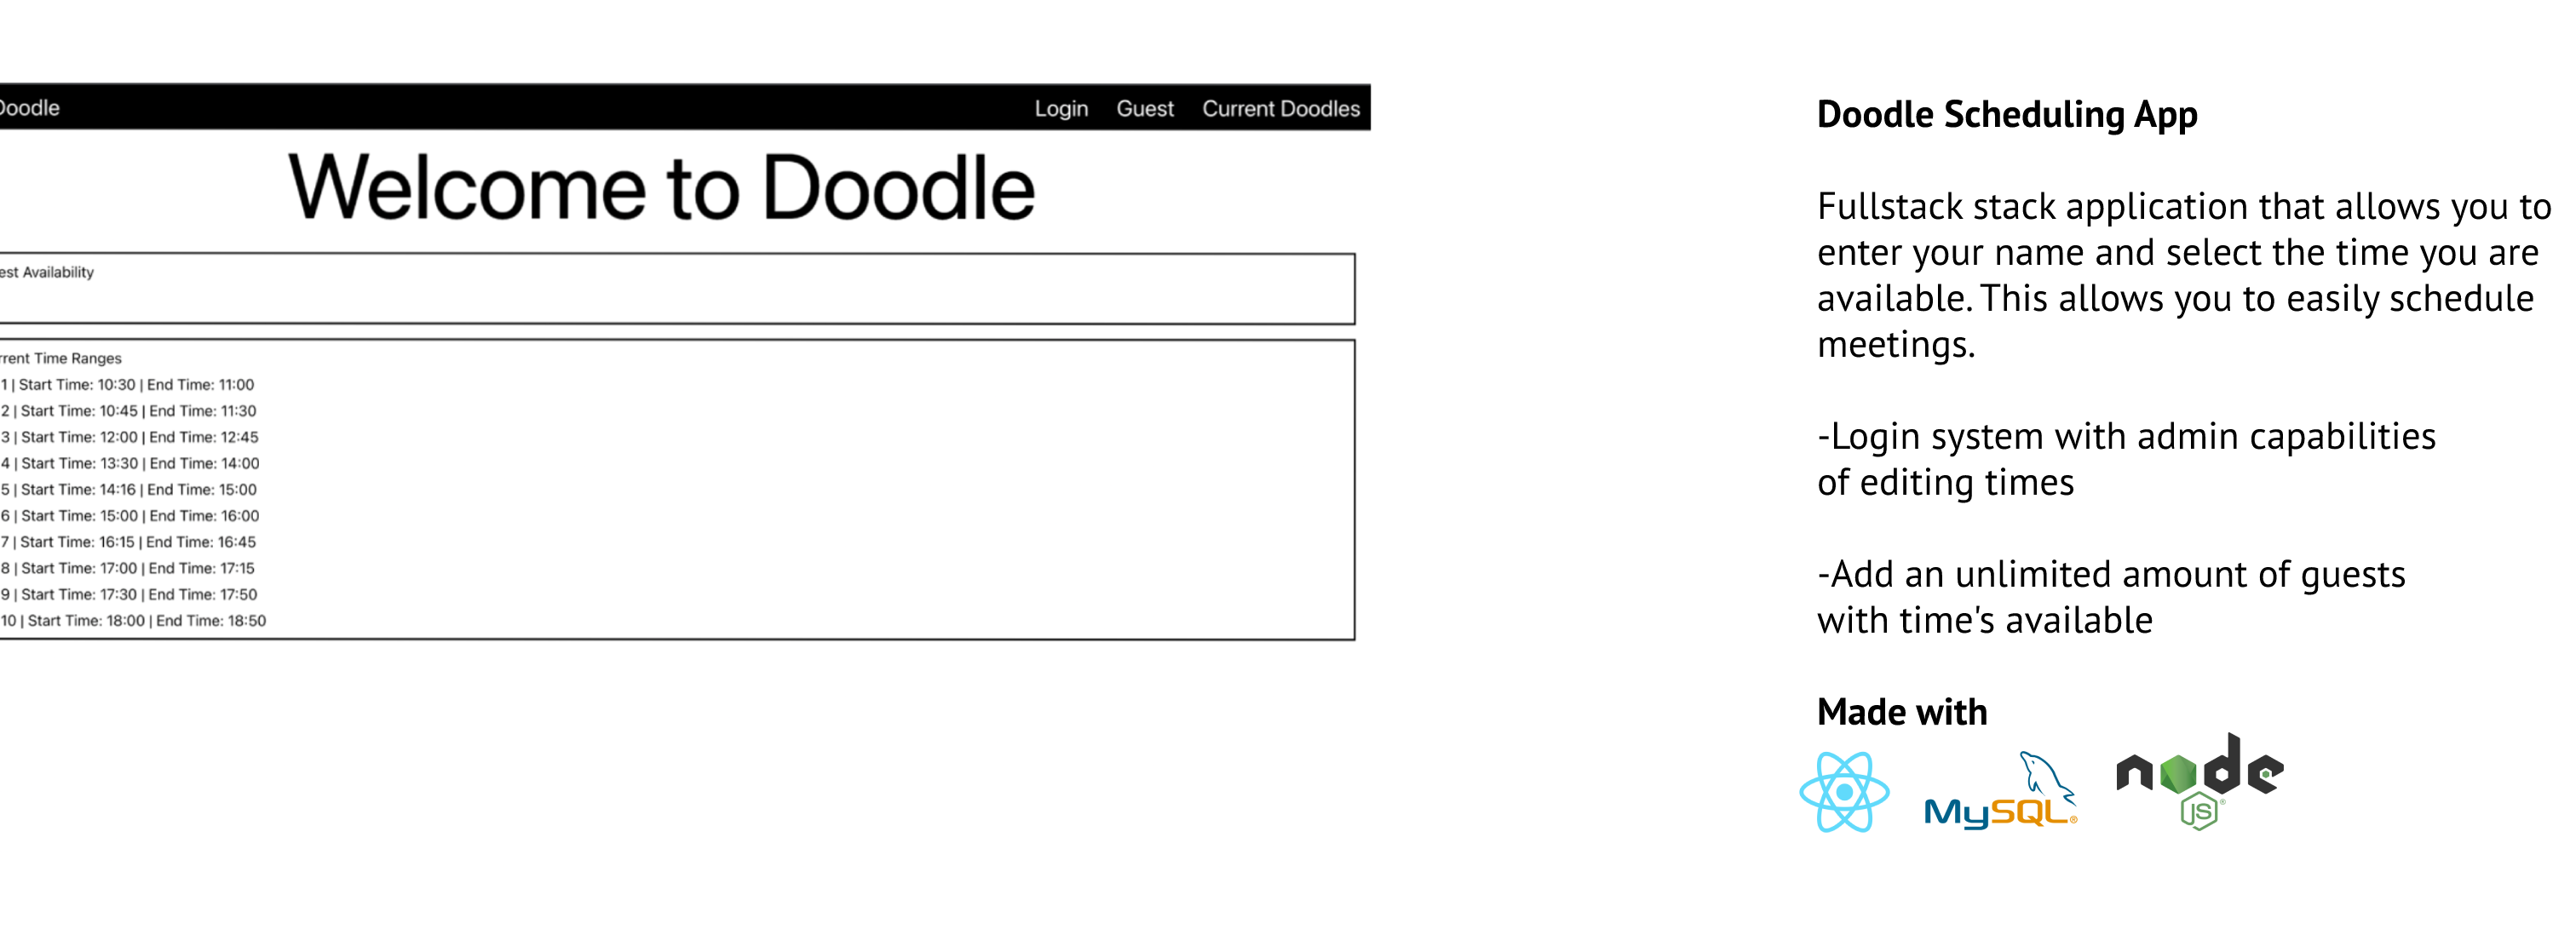 Doodle
Login Guest Current Doodles
Welcome to Doodle
Availability
Time Ranges
1 | Start Time: 10:30 | End Time: 11:00
2 | Start Time: 10:45 | End Time: 11:30
3 | Start Time: 12:00 | End Time: 12:45
4 | Start Time: 13:30 | End Time: 14:00
5 | Start Time: 14:16 | End Time: 15:00
6 | Start Time: 15:00 | End Time: 16:00
7 | Start Time: 16:15 | End Time: 16:45
8 | Start Time: 17:00 | End Time: 17:15
9 | Start Time: 17:30 | End Time: 17:50
10 | Start Time: 18:00 | End Time: 18:50
Doodle Scheduling App
Fullstack stack application that allows you to
enter your name and select the time you are
available. This allows you to easily schedule
meetings.
-Login system with admin capabilities
of editing times
-Add an unlimited amount of guests
with time's available
Made with
MySQL®
node
JS®